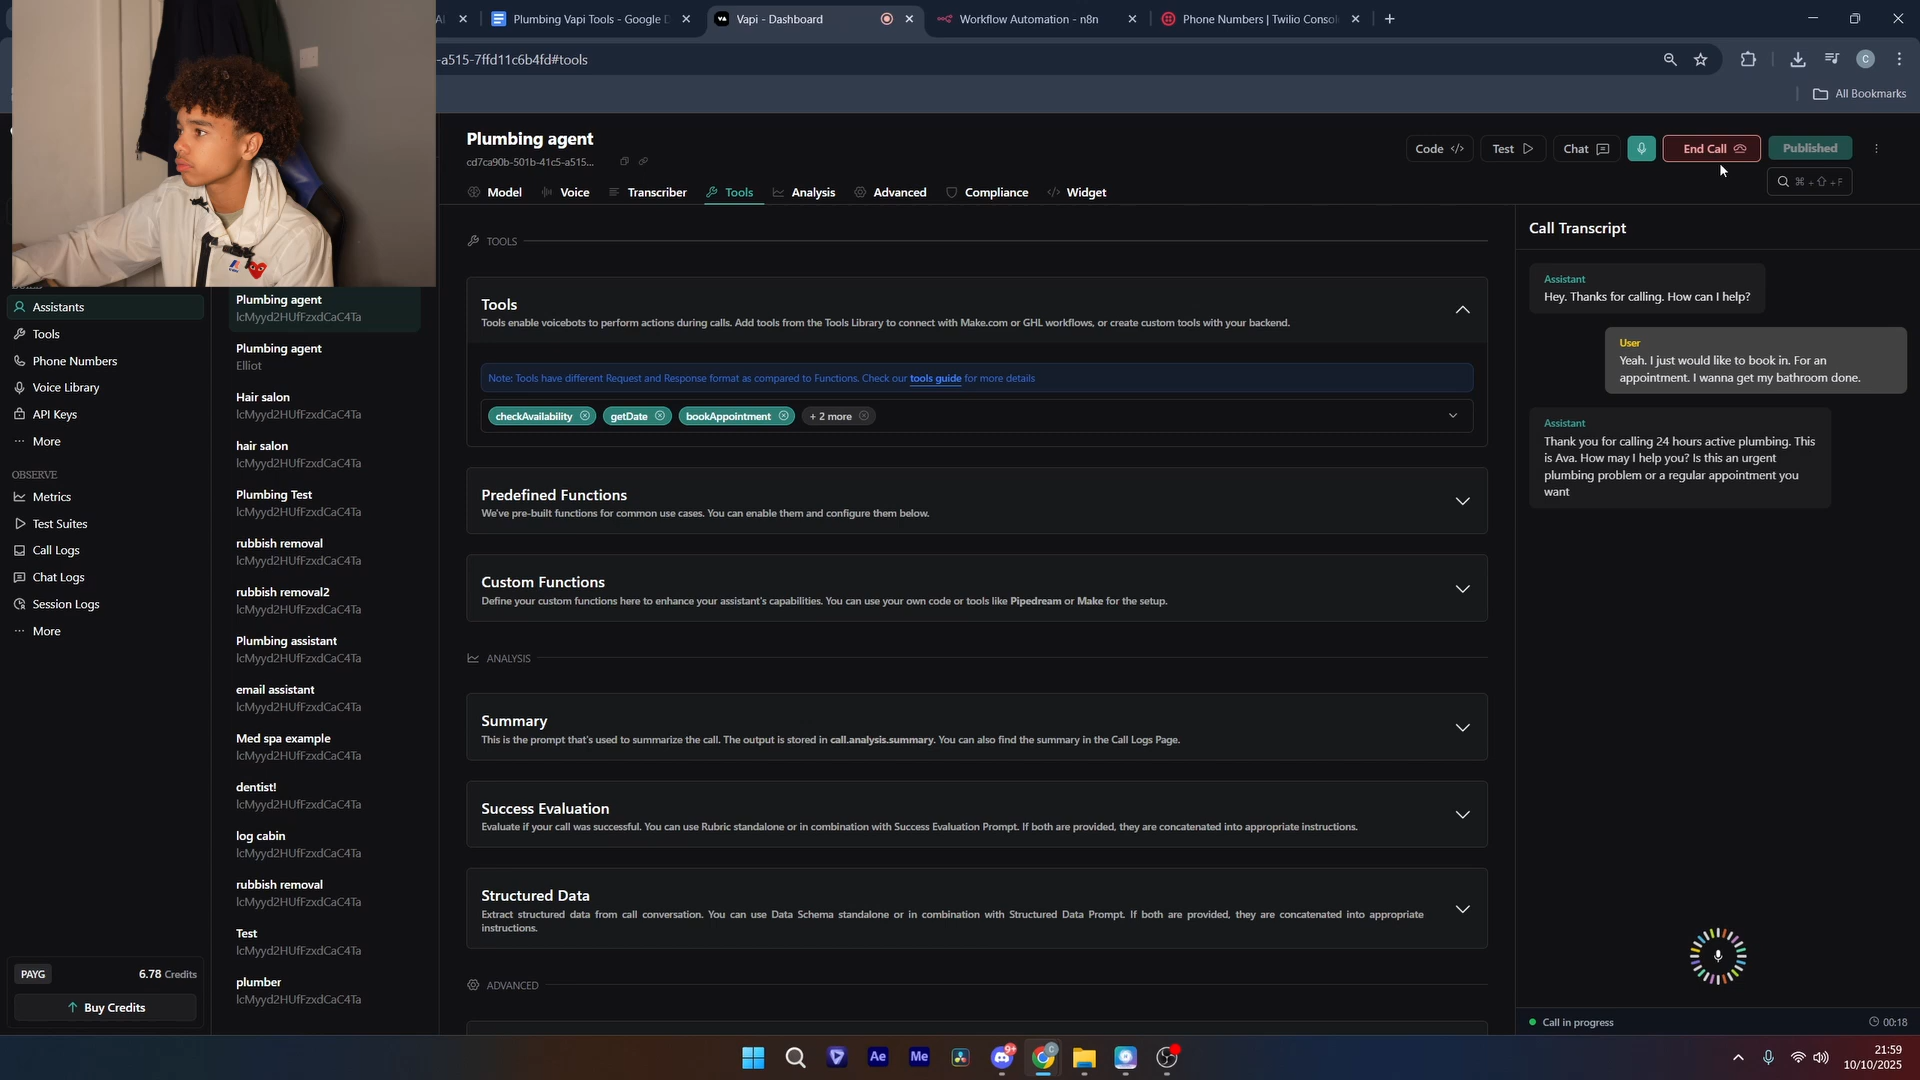 Plumbing Vapi Tools - Google
Vapi - Dashboard
Workflow Automation - n8n
Phone Numbers | Twilio Consol
-a515-7ffd11c6b4fd#tools
C
All Bookmarks
Plumbing agent
cd7ca90b-501b-41c5-a515...
Code </>
Test
Chat
End Call
Published
⌘ + ⇧ + F
Model
Voice
Transcriber
Tools
Analysis
Advanced
Compliance
Widget
Assistants
Tools
Phone Numbers
Voice Library
API Keys
More
OBSERVE
Metrics
Test Suites
Call Logs
Chat Logs
Session Logs
More
PAYG
6.78 Credits
Buy Credits
Plumbing agent
lcMyyd2HUfFzxdCaC4Ta
Plumbing agent
Elliot
Hair salon
lcMyyd2HUfFzxdCaC4Ta
hair salon
lcMyyd2HUfFzxdCaC4Ta
Plumbing Test
lcMyyd2HUfFzxdCaC4Ta
rubbish removal
lcMyyd2HUfFzxdCaC4Ta
rubbish removal2
lcMyyd2HUfFzxdCaC4Ta
Plumbing assistant
lcMyyd2HUfFzxdCaC4Ta
email assistant
lcMyyd2HUfFzxdCaC4Ta
Med spa example
lcMyyd2HUfFzxdCaC4Ta
dentist!
lcMyyd2HUfFzxdCaC4Ta
log cabin
lcMyyd2HUfFzxdCaC4Ta
rubbish removal
lcMyyd2HUfFzxdCaC4Ta
Test
lcMyyd2HUfFzxdCaC4Ta
plumber
lcMyyd2HUfFzxdCaC4Ta
TOOLS
Tools
Tools enable voicebots to perform actions during calls. Add tools from the Tools Library to connect with Make.com or GHL workflows, or create custom tools with your backend.
Note: Tools have different Request and Response format as compared to Functions. Check our tools guide for more details
checkAvailability
getDate
bookAppointment
+ 2 more
Predefined Functions
We've pre-built functions for common use cases. You can enable them and configure them below.
Custom Functions
Define your custom functions here to enhance your assistant's capabilities. You can use your own code or tools like Pipedream or Make for the setup.
ANALYSIS
Summary
This is the prompt that's used to summarize the call. The output is stored in call.analysis.summary. You can also find the summary in the Call Logs Page.
Success Evaluation
Evaluate if your call was successful. You can use Rubric standalone or in combination with Success Evaluation Prompt. If both are provided, they are concatenated into appropriate instructions.
Structured Data
Extract structured data from call conversation. You can use Data Schema standalone or in combination with Structured Data Prompt. If both are provided, they are concatenated into appropriate
instructions.
ADVANCED
Call Transcript
Assistant
Hey. Thanks for calling. How can I help?
User
Yeah. I just would like to book in. For an
appointment. I wanna get my bathroom done.
Assistant
Thank you for calling 24 hours active plumbing. This
is Ava. How may I help you? Is this an urgent
plumbing problem or a regular appointment you
want
Call in progress
00:18
Ae
Me
9+
21:59
10/10/2025